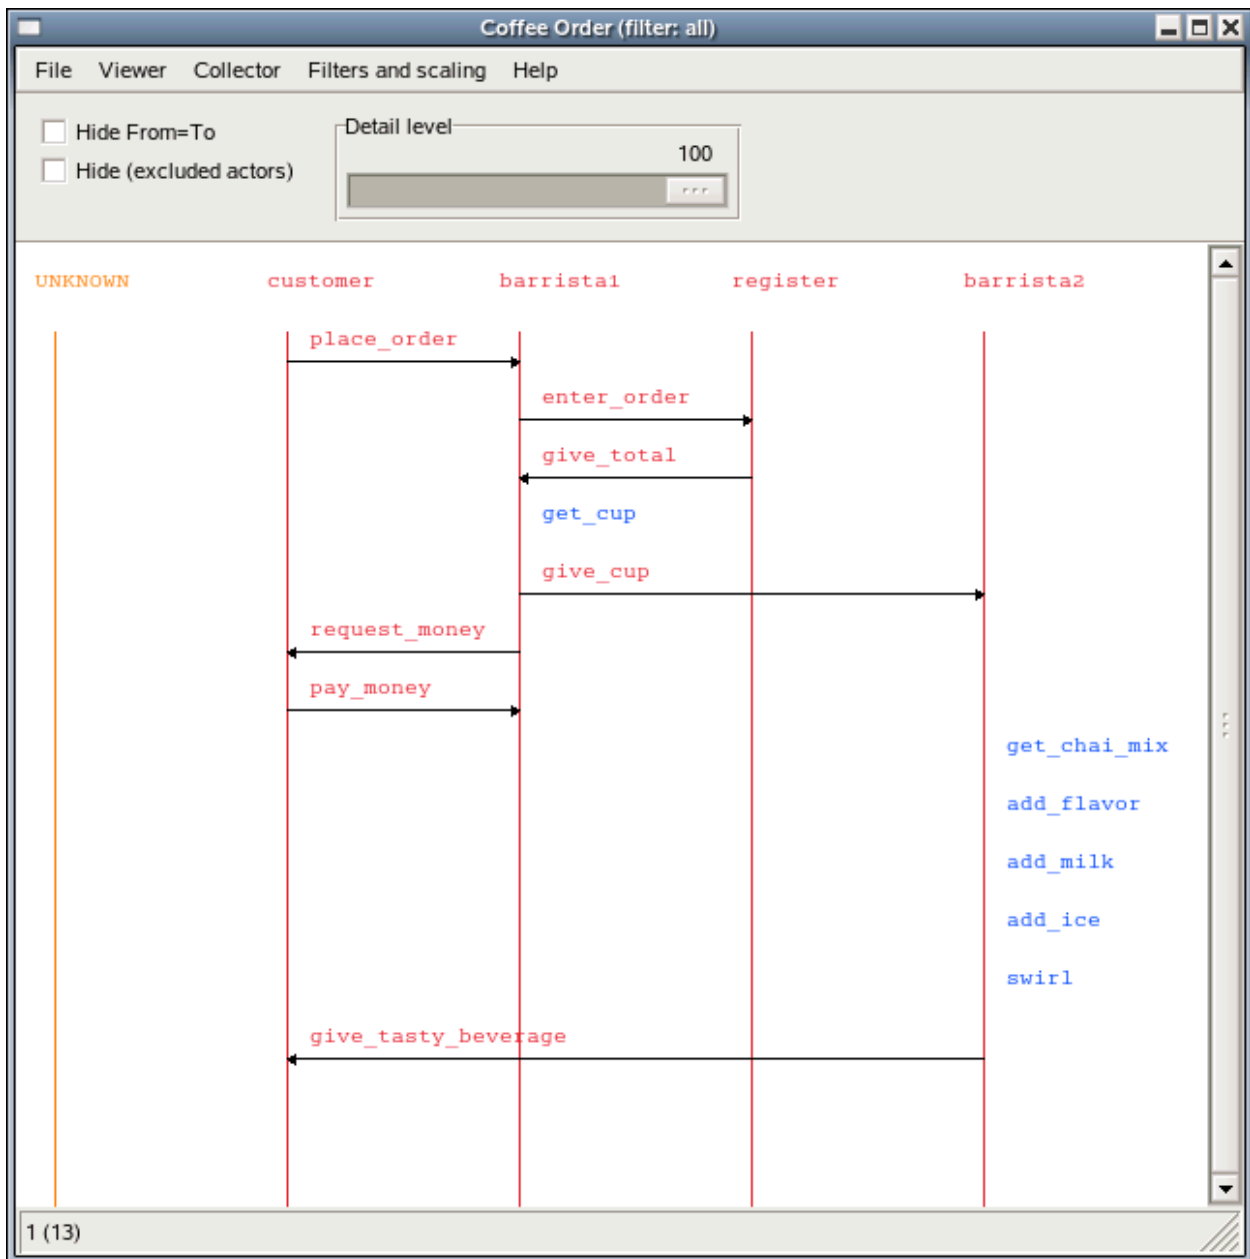 Coffee Order (filter: all)
File Viewer Collector Filters and scaling Help
Hide From=To
Hide (excluded actors)
Detail level
100
UNKNOWN customer barrista1 register barrista2
place_order
enter_order
give_total
get_cup
give_cup
request_money
pay_money
get_chai_mix
add_flavor
add_milk
add_ice
swirl
give_tasty_beverage
1 (13)